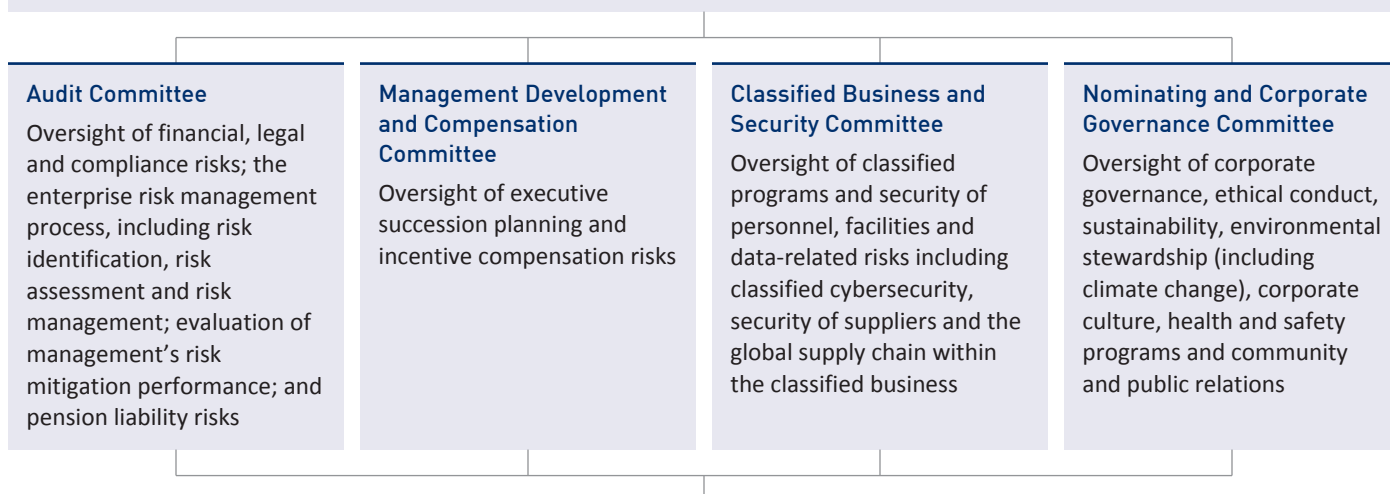 Audit Committee
Oversight of financial, legal
and compliance risks; the
enterprise risk management
process, including risk
identification, risk
assessment and risk
management; evaluation of
management’s risk
mitigation performance; and
pension liability risks
Management Development
and Compensation
Committee
Oversight of executive
succession planning and
incentive compensation risks
Classified Business and
Security Committee
Oversight of classified
programs and security of
personnel, facilities and
data-related risks including
classified cybersecurity,
security of suppliers and the
global supply chain within
the classified business
Nominating and Corporate
Governance Committee
Oversight of corporate
governance, ethical conduct,
sustainability, environmental
stewardship (including
climate change), corporate
culture, health and safety
programs and community
and public relations